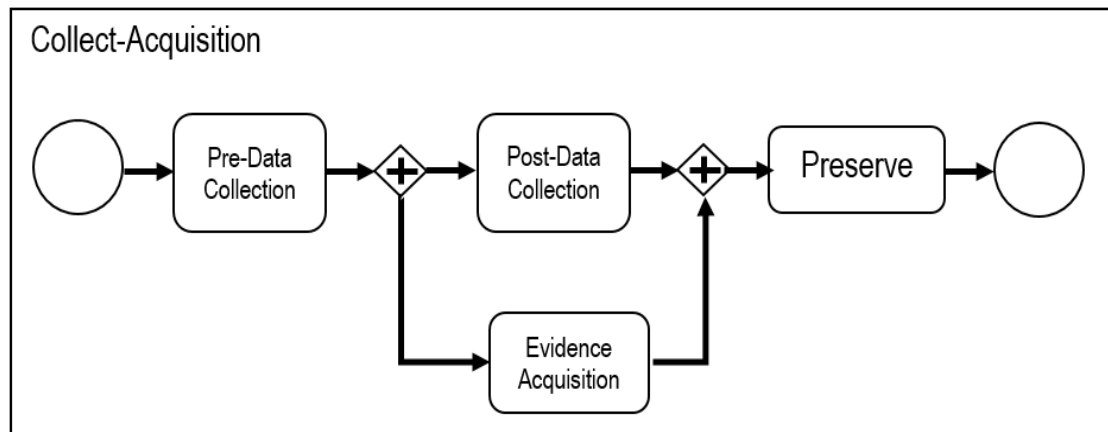 Collect-Acquisition
Pre-Data
Collection
Post-Data
Collection
Preserve
Evidence
Acquisition